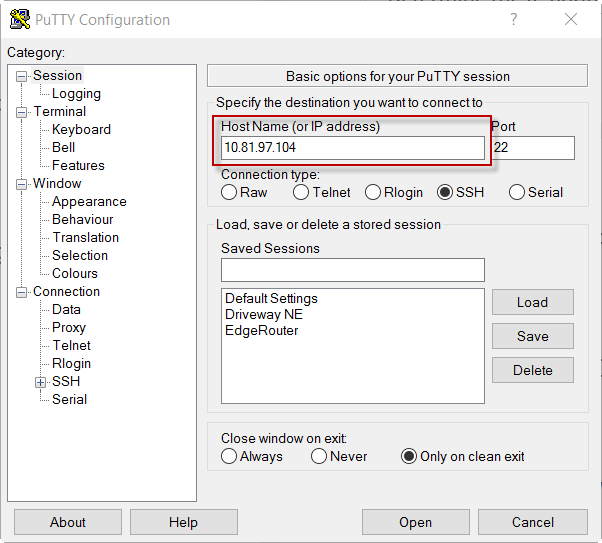 PuTTY Configuration
Category:
Session
Logging
Terminal
Keyboard
Bell
Features
Window
Appearance
Behaviour
Translation
Selection
Colours
Connection
Data
Proxy
Telnet
Rlogin
SSH
Serial
Basic options for your PuTTY session
Specify the destination you want to connect to
Host Name (or IP address) Port
10.81.97.104 22
Connection type:
Raw Telnet Rlogin SSH Serial
Load, save or delete a stored session
Saved Sessions
Default Settings
Driveway NE
EdgeRouter
Load
Save
Delete
Close window on exit:
Always Never Only on clean exit
About Help Open Cancel